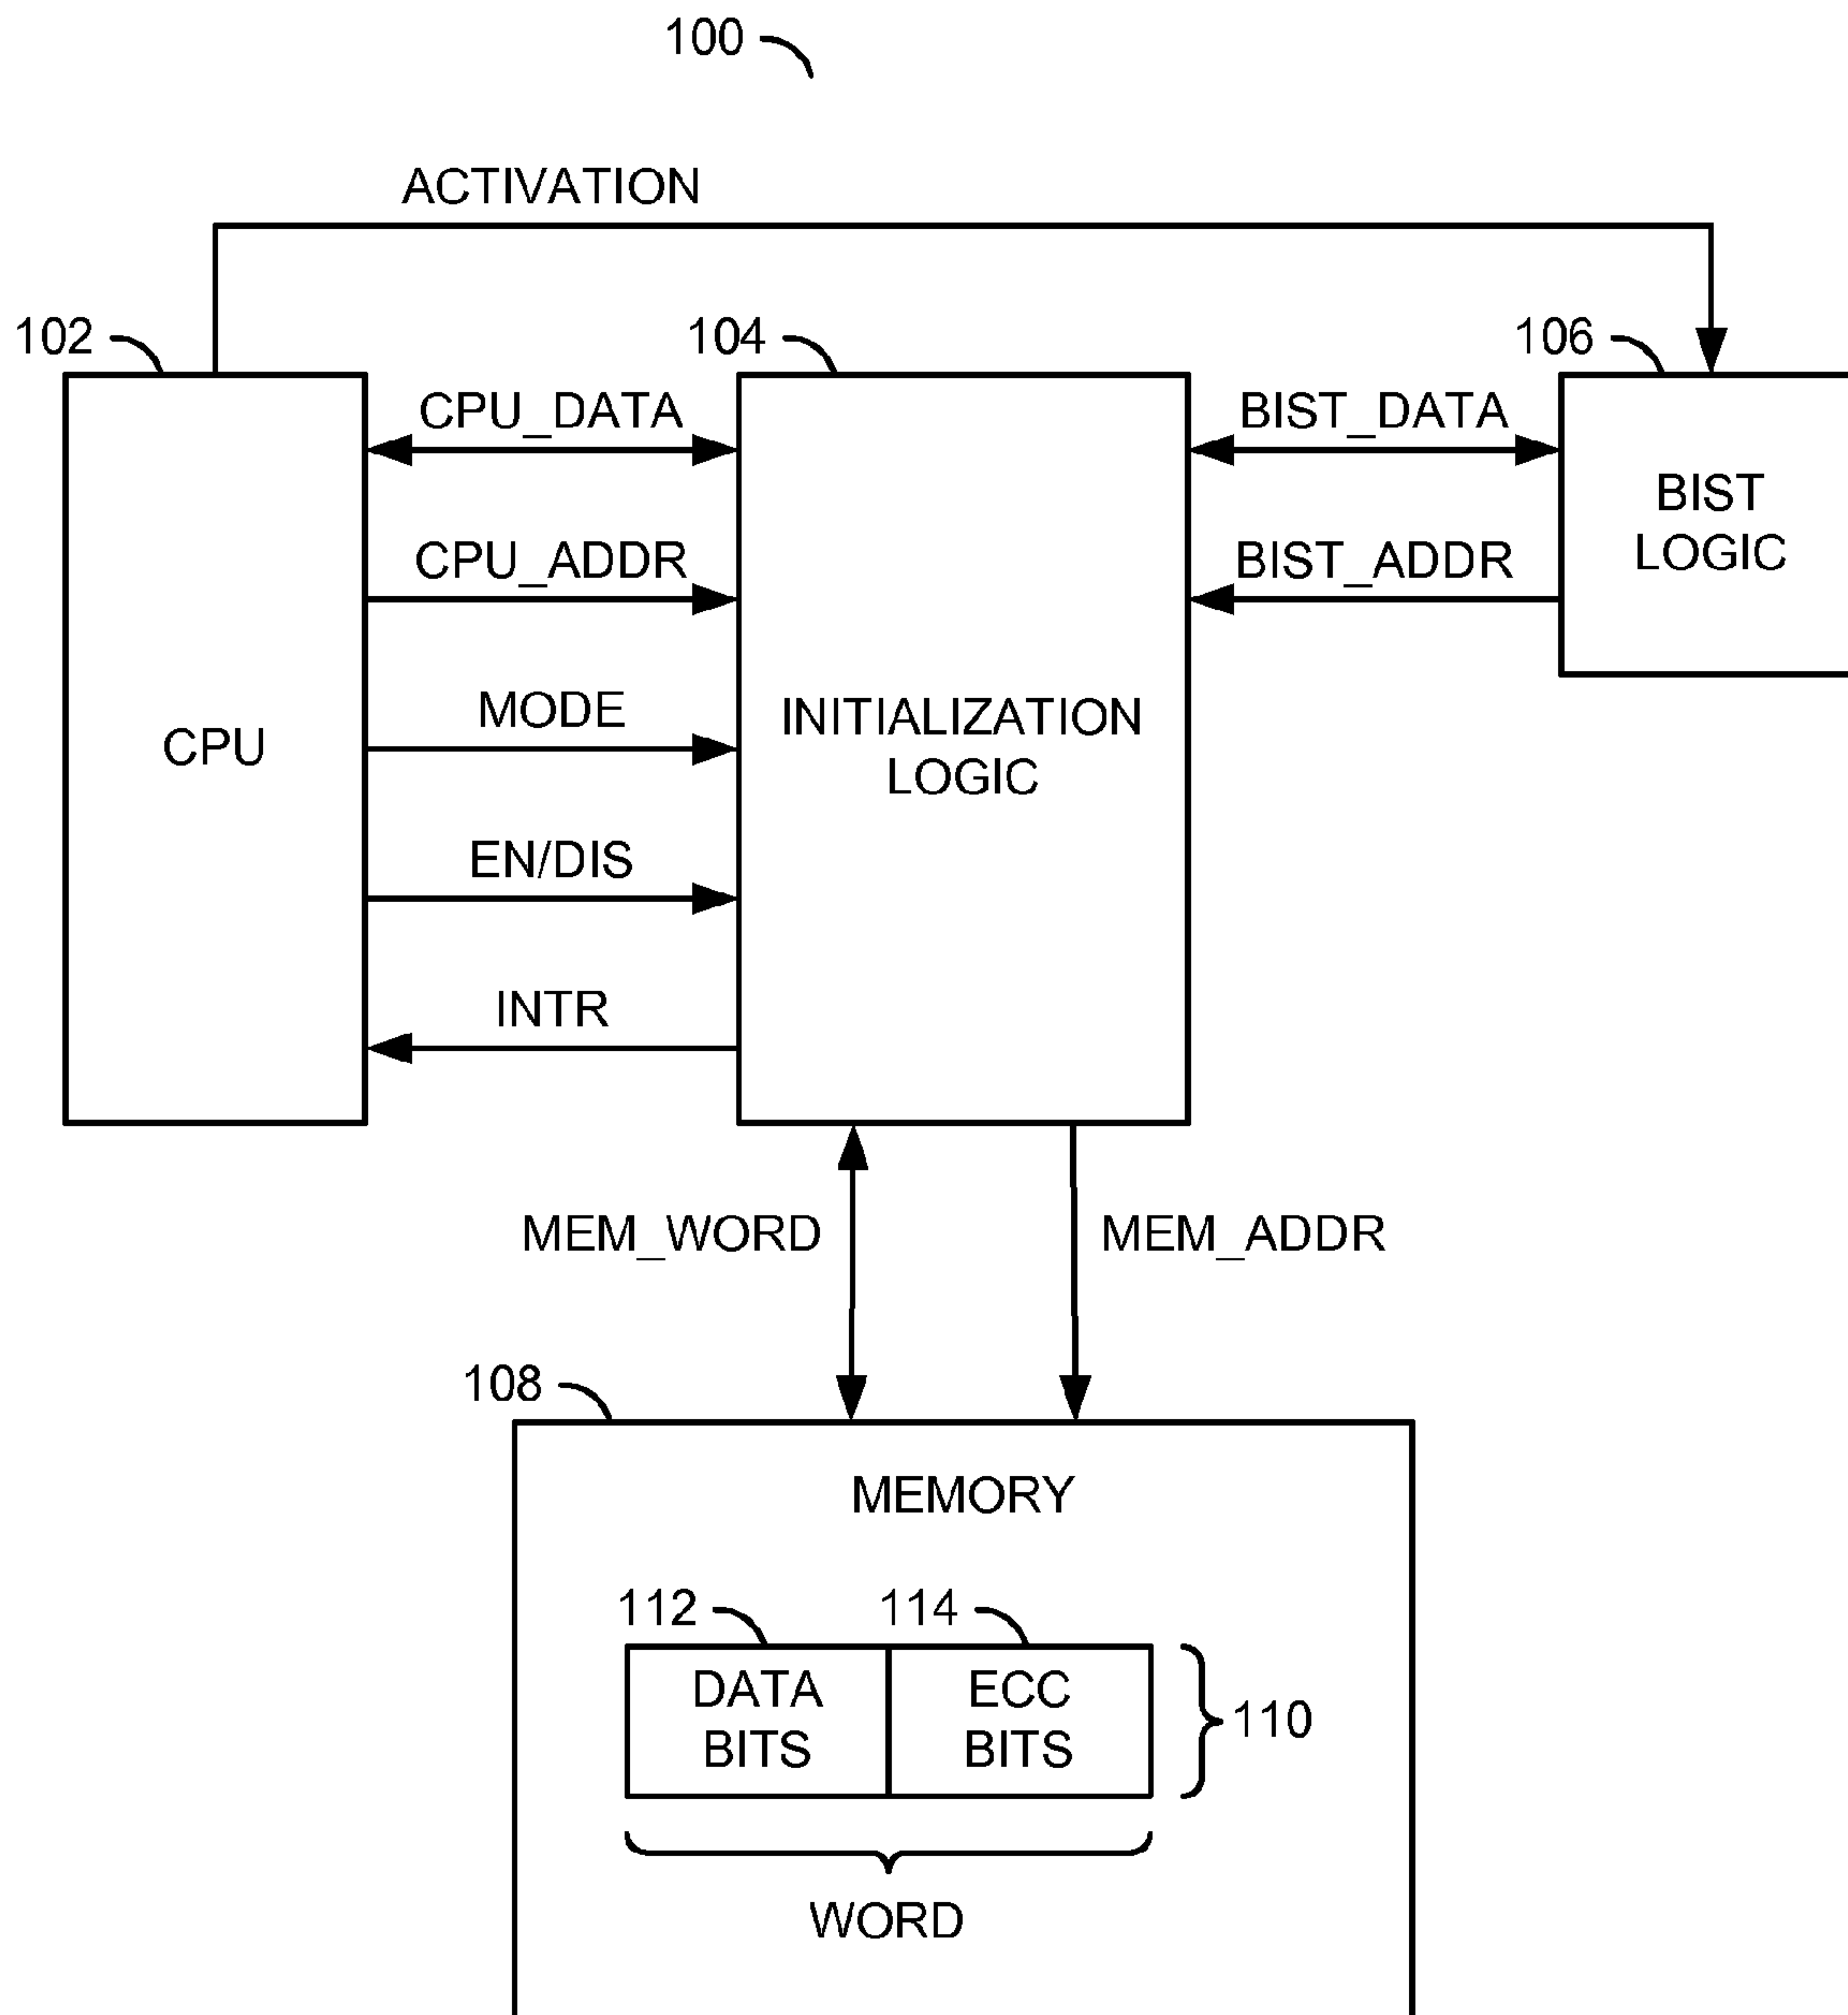 100
ACTIVATION
102
104
106
CPU_DATA
BIST_DATA
BIST
LOGIC
CPU_ADDR
BIST_ADDR
MODE
CPU
INITIALIZATION
LOGIC
EN/DIS
INTR
MEM_WORD
MEM_ADDR
108
MEMORY
112
114
DATA
BITS
ECC
BITS
110
WORD